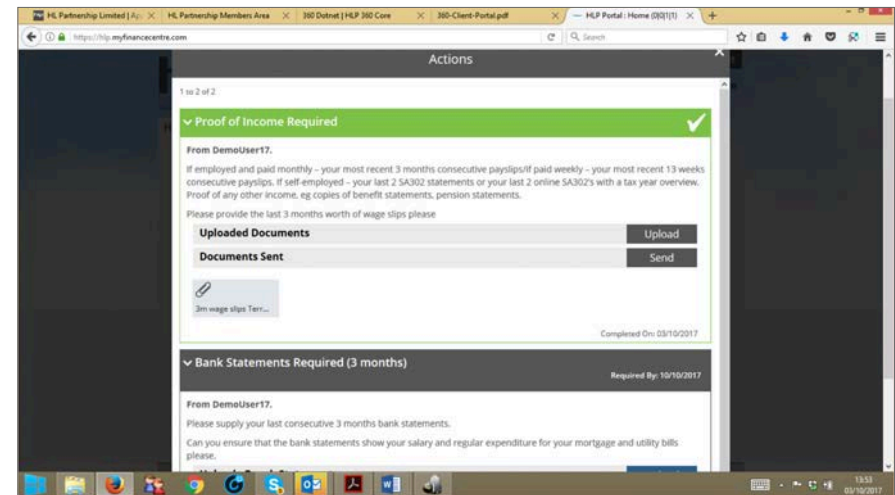 HL Partnership Limited | Ap
HL Partnership Members Area
360 Dotnet | HLP 360 Core
360-Client-Portal.pdf
HLP Portal : Home (0|0|1|1)
https://hlp.myfinancecentre.com
Search
Actions
1 to 2 of 2
Proof of Income Required
From DemoUser17.
If employed and paid monthly – your most recent 3 months consecutive payslips/If paid weekly – your most recent 13 weeks
consecutive payslips. If self-employed – your last 2 SA302 statements or your last 2 online SA302's with a tax year overview.
Proof of any other income, eg copies of benefit statements, pension statements.
Please provide the last 3 months worth of wage slips please
Uploaded Documents
Upload
Documents Sent
Send
3m wage slips Terr...
Completed On: 03/10/2017
Bank Statements Required (3 months)
Required By: 10/10/2017
From DemoUser17.
Please supply your last consecutive 3 months bank statements.
Can you ensure that the bank statements show your salary and regular expenditure for your mortgage and utility bills
please.
13:53
03/10/2017